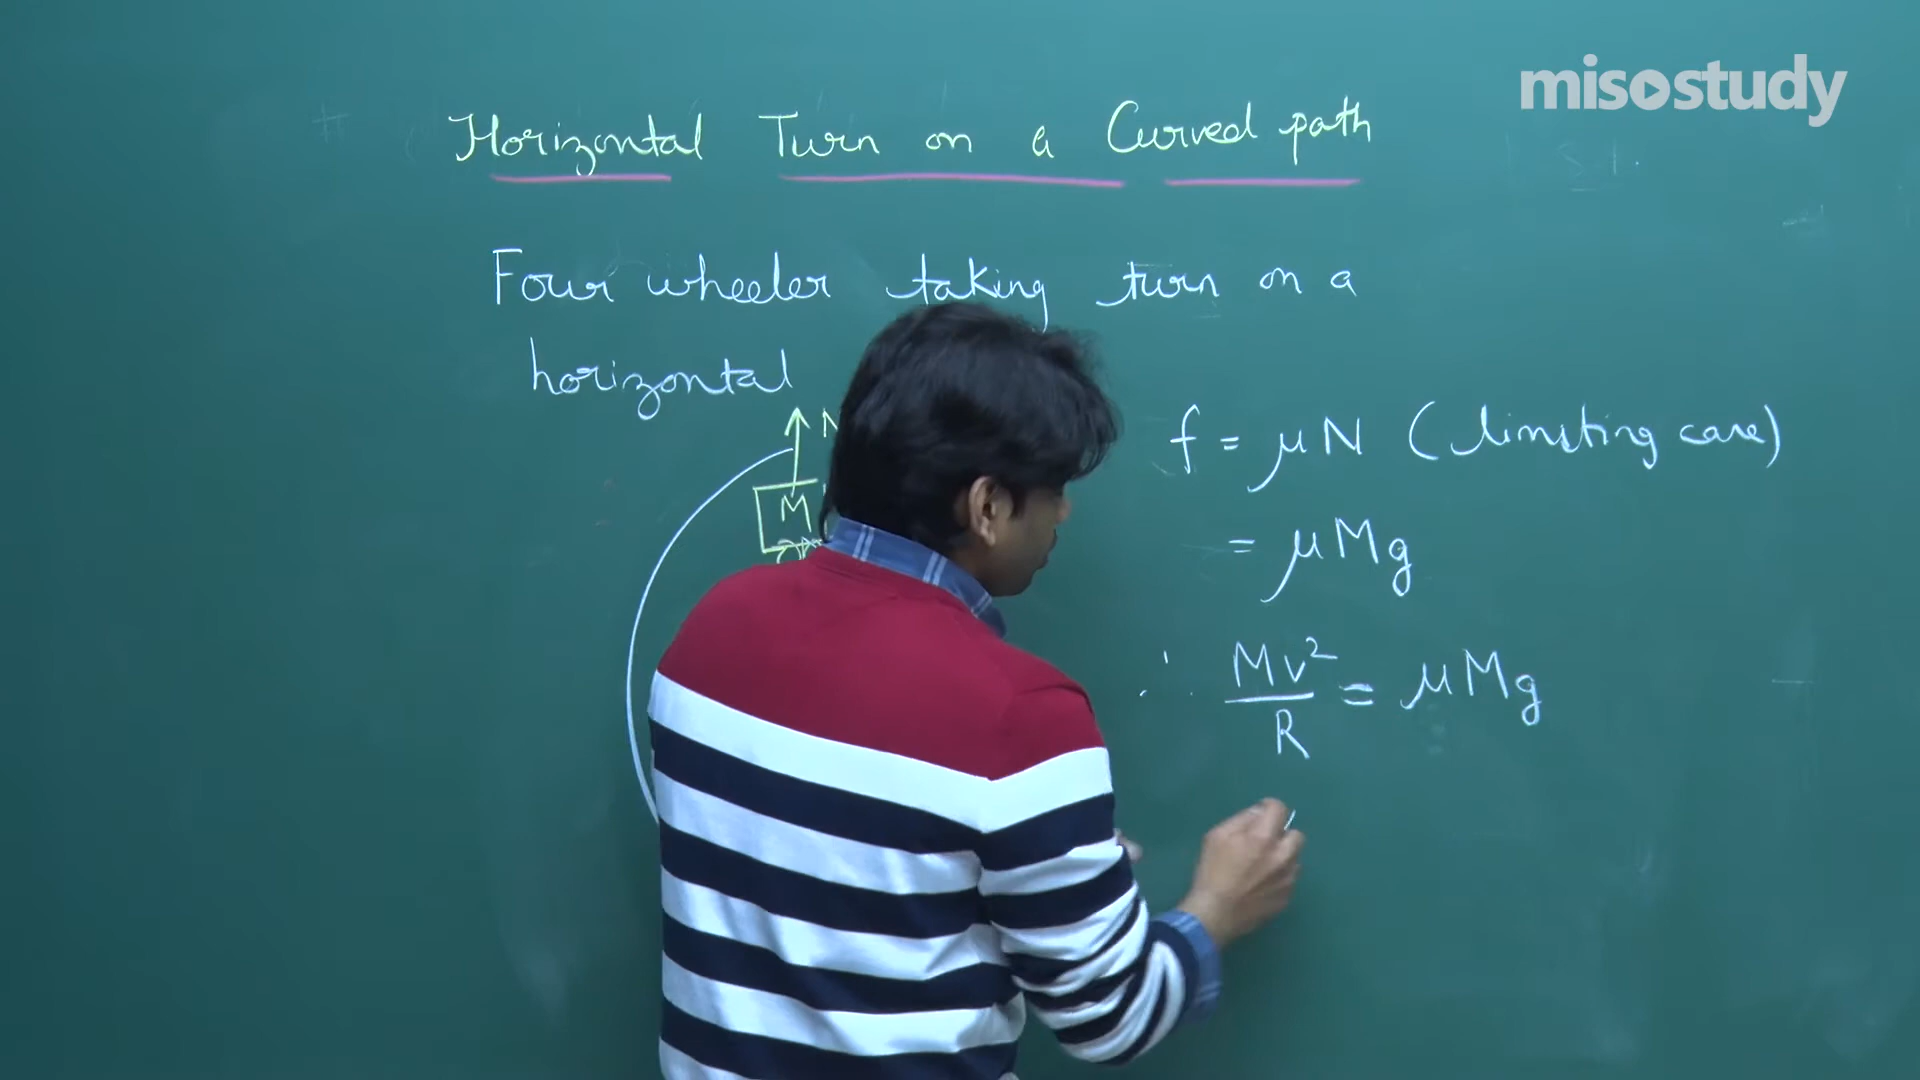 misostudy
Horizontal Turn on a Curved path
Four wheeler taking turn on a
horizontal
N
M
f = μN (limiting case)
= μMg
∴ Mv²/R = μMg